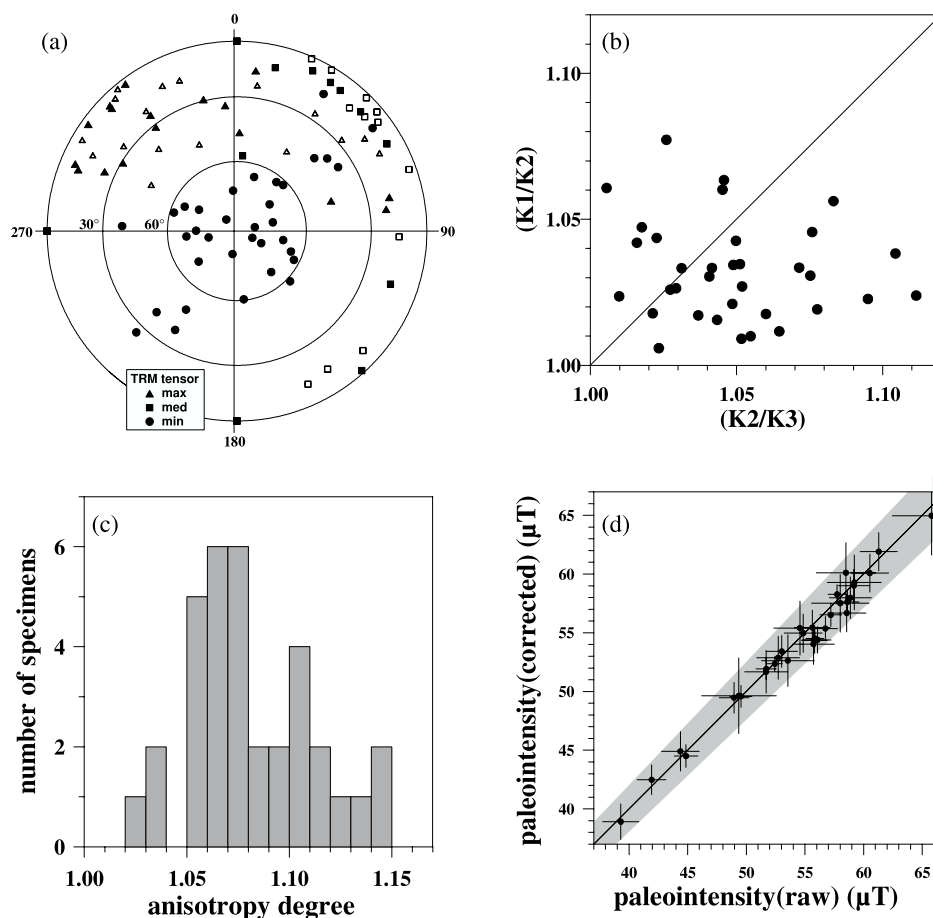 (a)
0
270
30°
60°
90
180
TRM tensor
max
med
min
(b)
1.10
1.05
1.00
(K1/K2)
1.00
1.05
1.10
(K2/K3)
(c)
6
4
2
0
number of specimens
1.00
1.05
1.10
1.15
anisotropy degree
(d)
65
60
55
50
45
40
paleointensity(corrected) (µT)
40
45
50
55
60
65
paleointensity(raw) (µT)